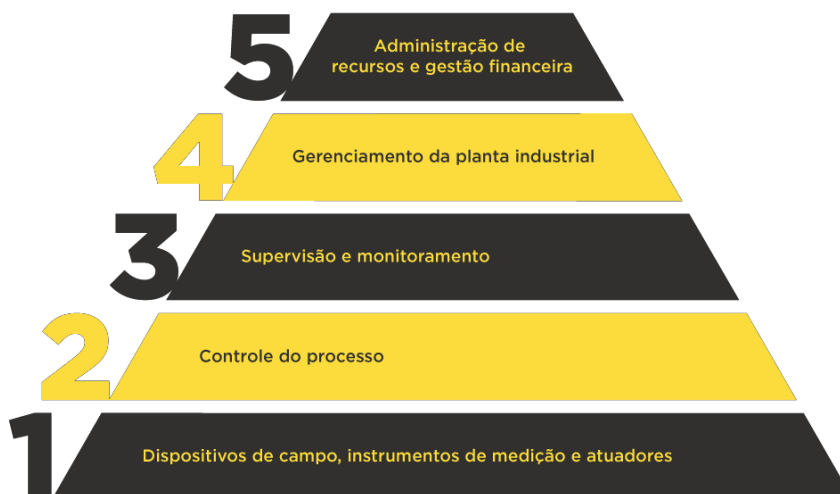 5
Administração de
recursos e gestão financeira
4
Gerenciamento da planta industrial
3
Supervisão e monitoramento
2
Controle do processo
1
Dispositivos de campo, instrumentos de medição e atuadores